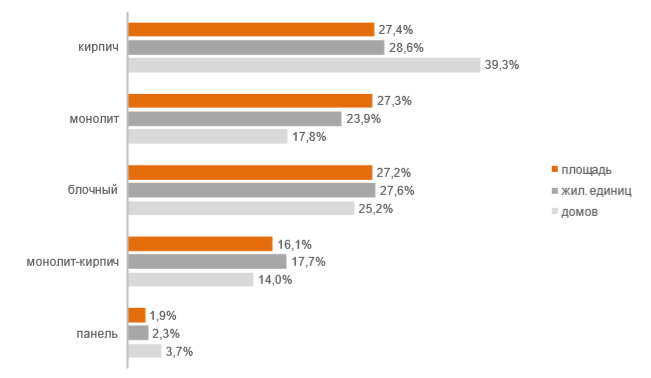 кирпич
27,4%
28,6%
39,3%
монолит
27,3%
23,9%
17,8%
блочный
27,2%
27,6%
25,2%
монолит-кирпич
16,1%
17,7%
14,0%
панель
1,9%
2,3%
3,7%
площадь
жил. единиц
домов